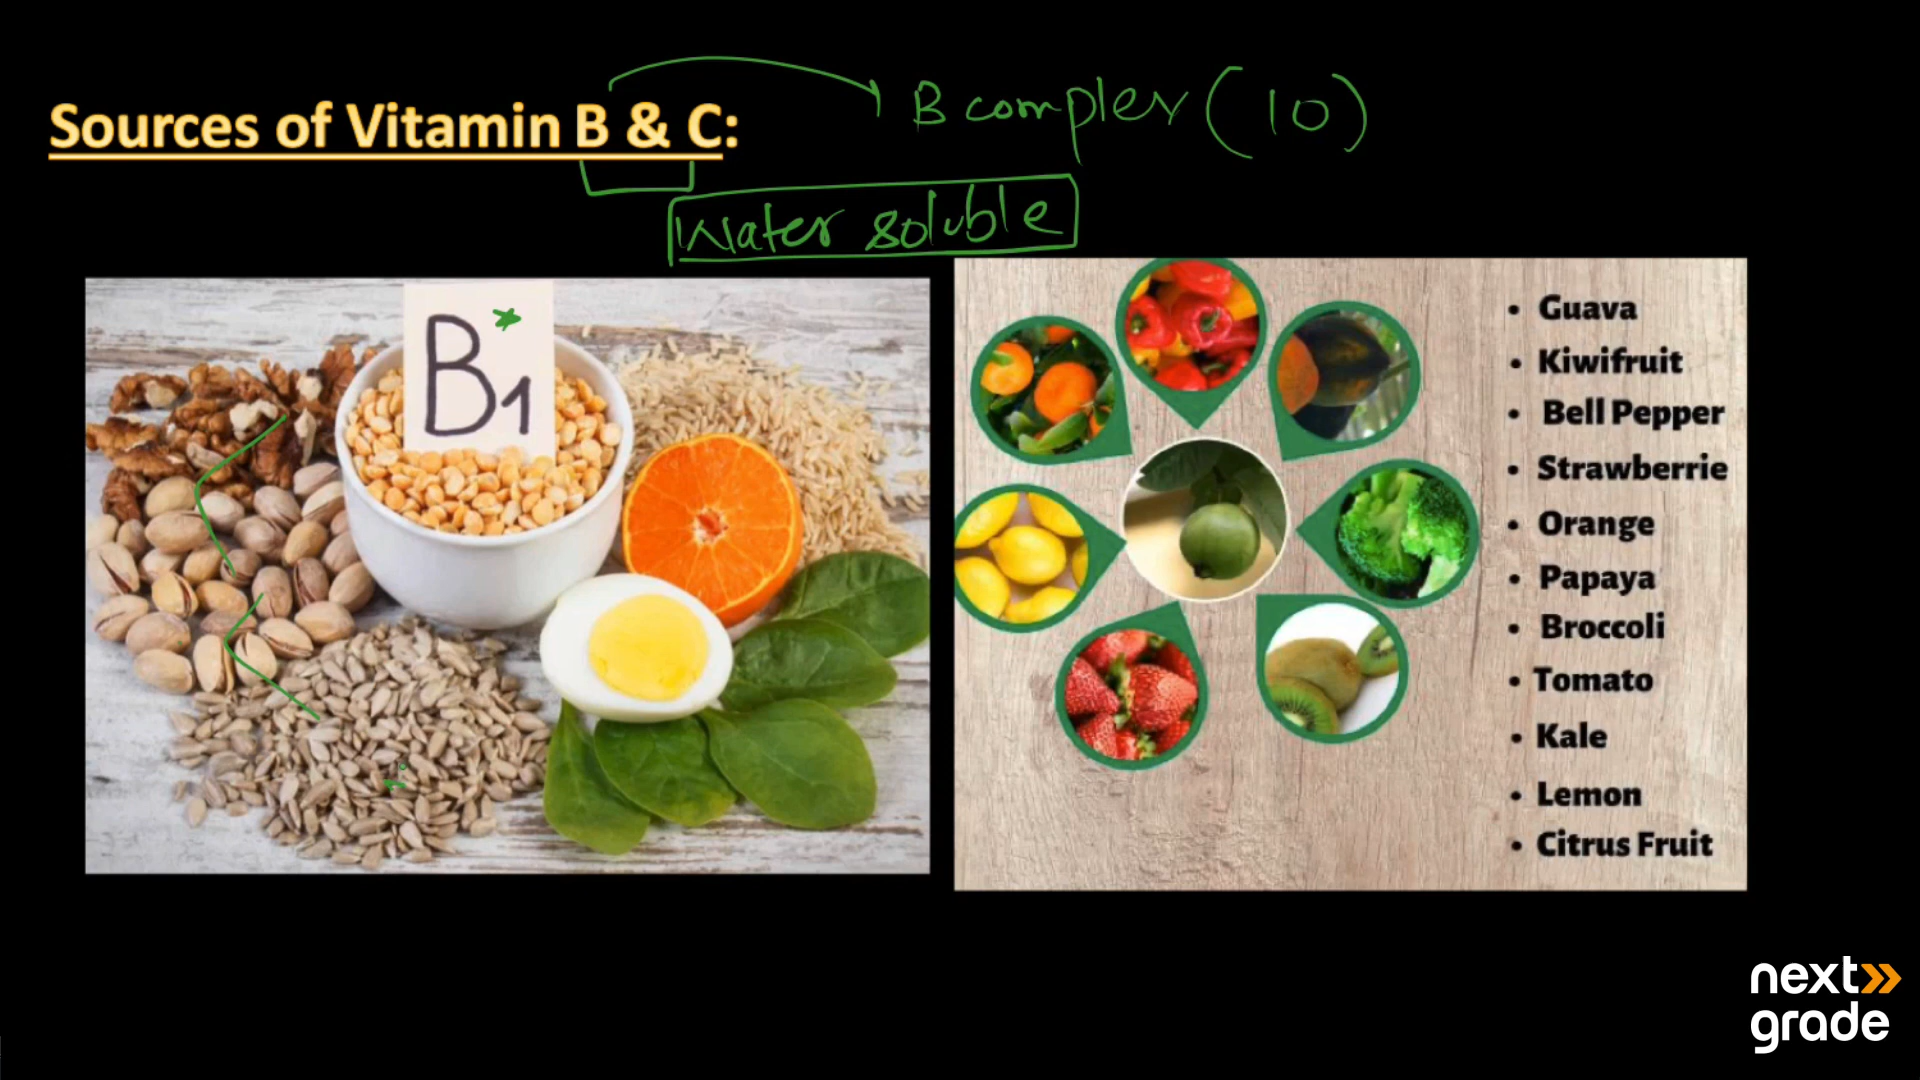 B complex (10)
Sources of Vitamin B & C:
Water soluble
B1
• Guava
• Kiwifruit
• Bell Pepper
• Strawberrie
• Orange
• Papaya
• Broccoli
• Tomato
• Kale
• Lemon
• Citrus Fruit
next
grade